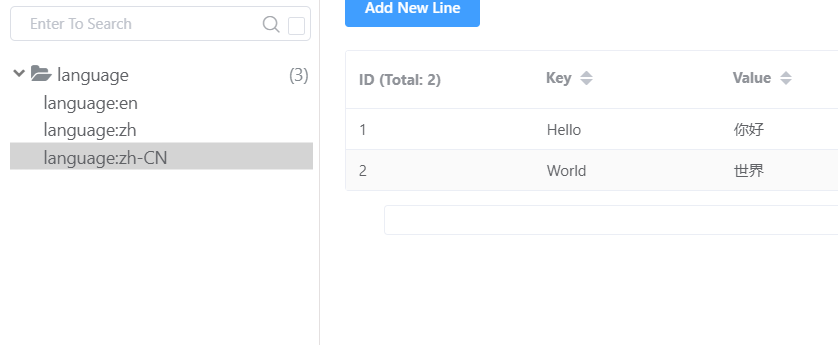 Enter To Search
language (3)
language:en
language:zh
language:zh-CN
Add New Line
ID (Total: 2) Key Value
1 Hello 你好
2 World 世界